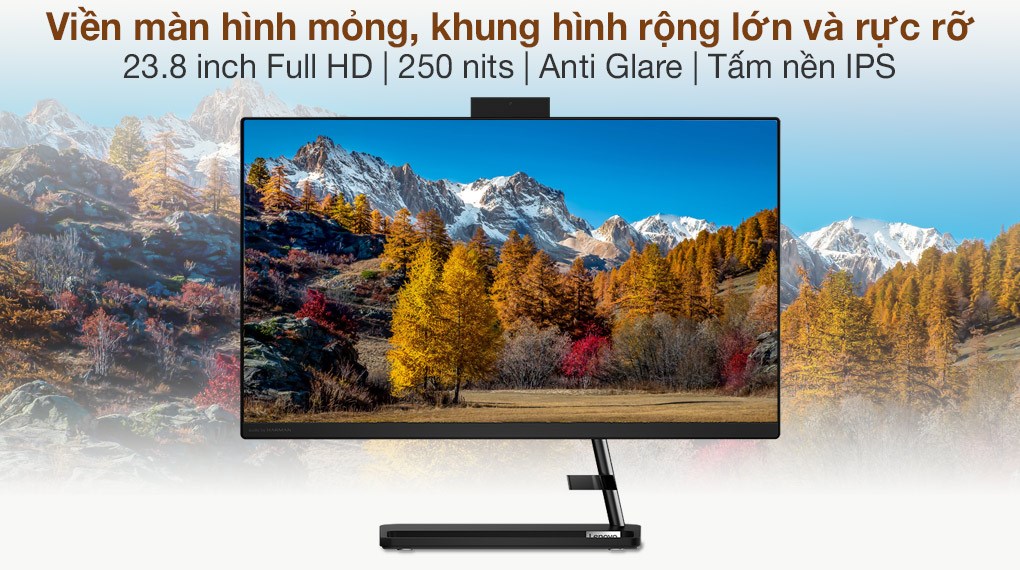 Viền màn hình mỏng, khung hình rộng lớn và rực rỡ
23.8 inch Full HD | 250 nits | Anti Glare | Tấm nền IPS
Lenovo